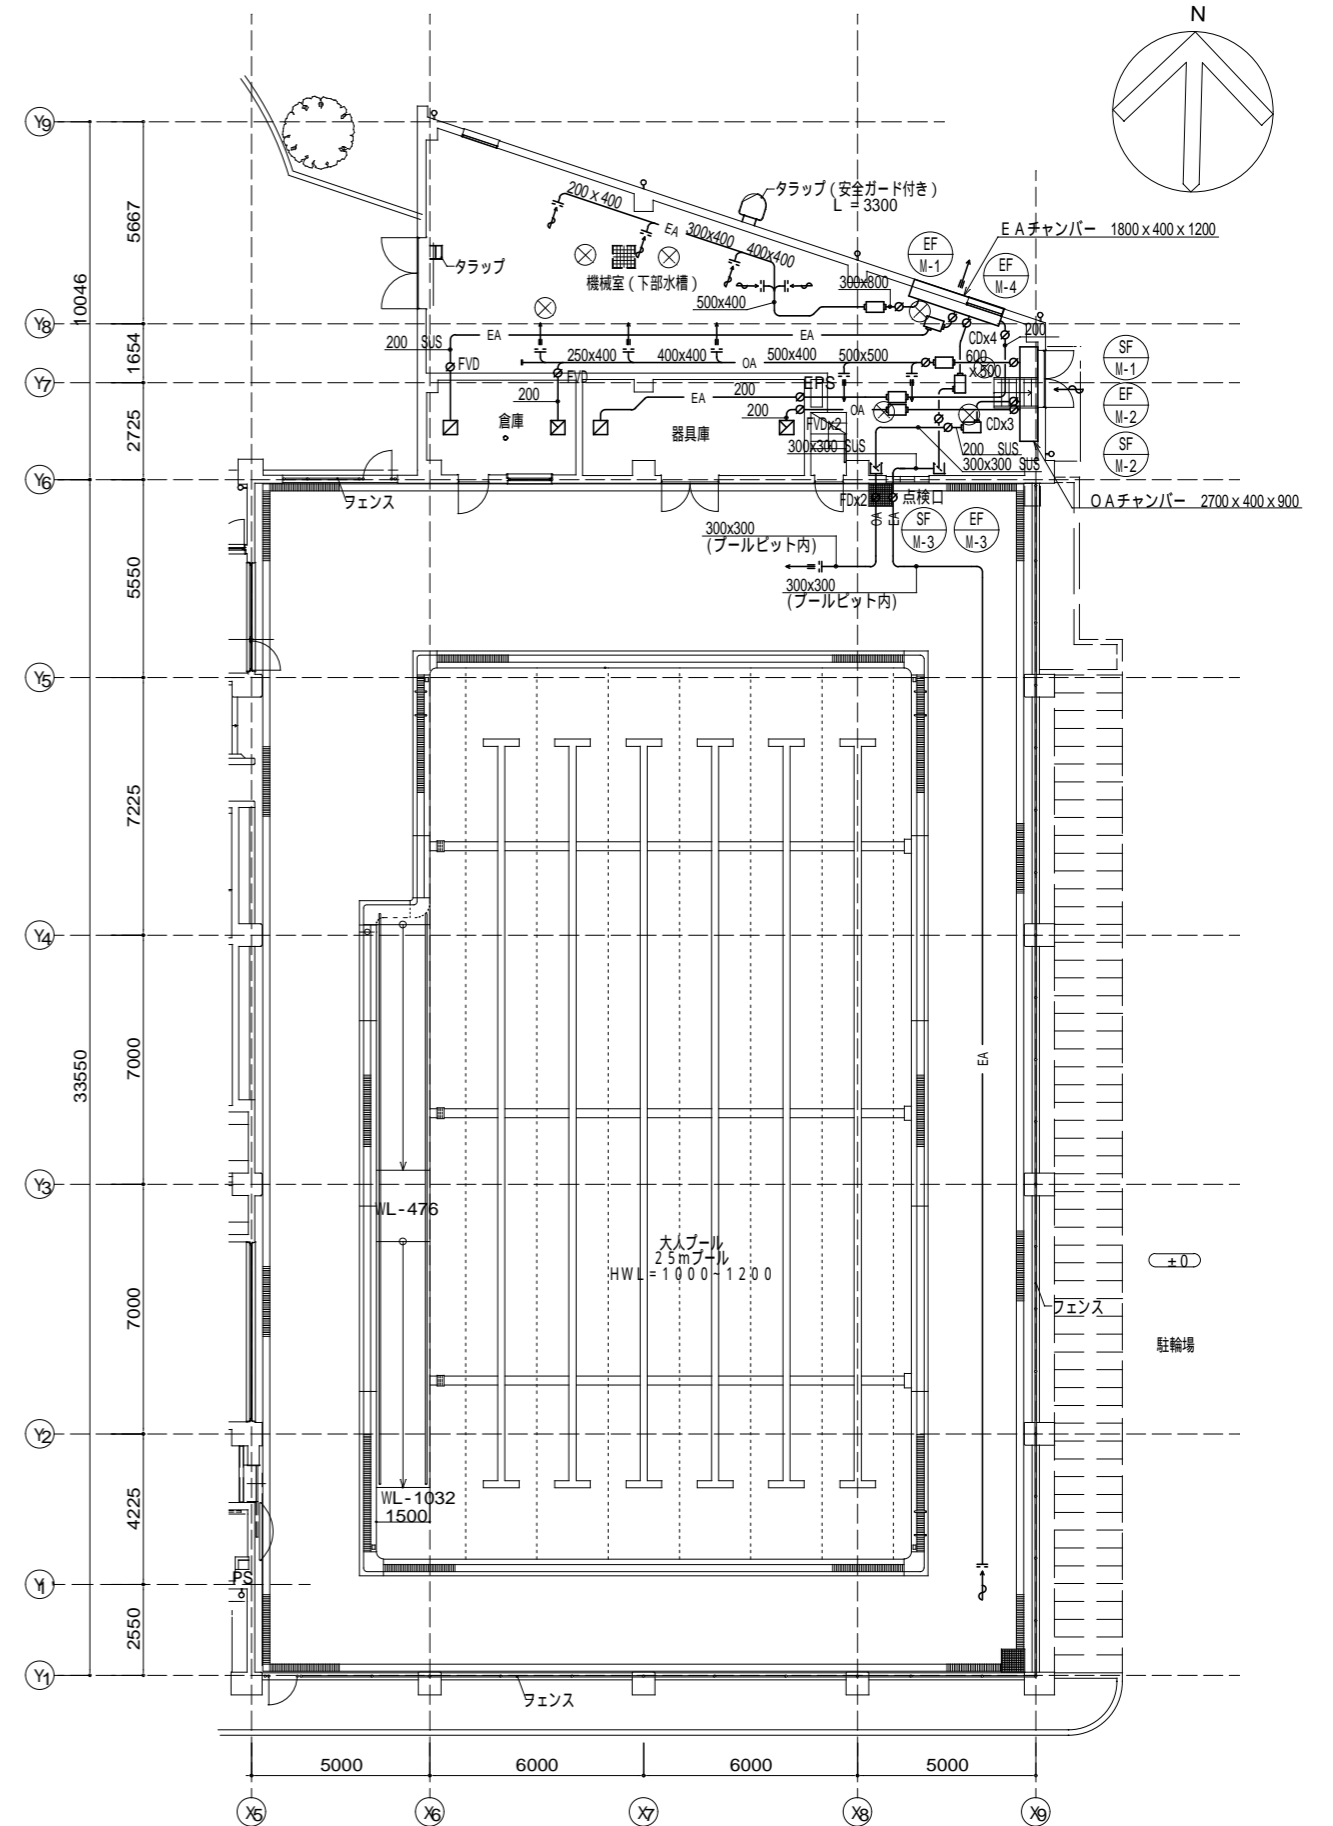 N
Y9
タラップ（安全ガード付き）
L = 3300
200×400
EA
300x400
400x400
EAチャンバー 1800x400x1200
EF
M-1
EF
M-4
タラップ
機械室（下部水槽）
300x800
500x400
5667
10046
Y8
200 SUS
EA
EA
CDx4
200
SF
M-1
1654
FVD
250x400
400x400
OA
500x400
500x500
600
x500
Y7
FVD
EPS
200
EA
200
200
OA
EF
M-2
2725
倉庫
器具庫
FVDx2
CDx3
300x300 SUS
200 SUS
300x300 SUS
SF
M-2
Y6
フェンス
FDx2
点検口
OAチャンバー 2700x400x900
OA
EA
SF
M-3
EF
M-3
300x300
(プールピット内)
300x300
(プールピット内)
5550
Y5
7225
Y4
33550
7000
EA
Y3
WL-476
大人プール
25mプール
HWL=1000~1200
±0
7000
フェンス
駐輪場
Y2
WL-1032
1500
4225
PS
Y1
2550
Y1
フェンス
5000
6000
6000
5000
X5
X6
X7
X8
X9